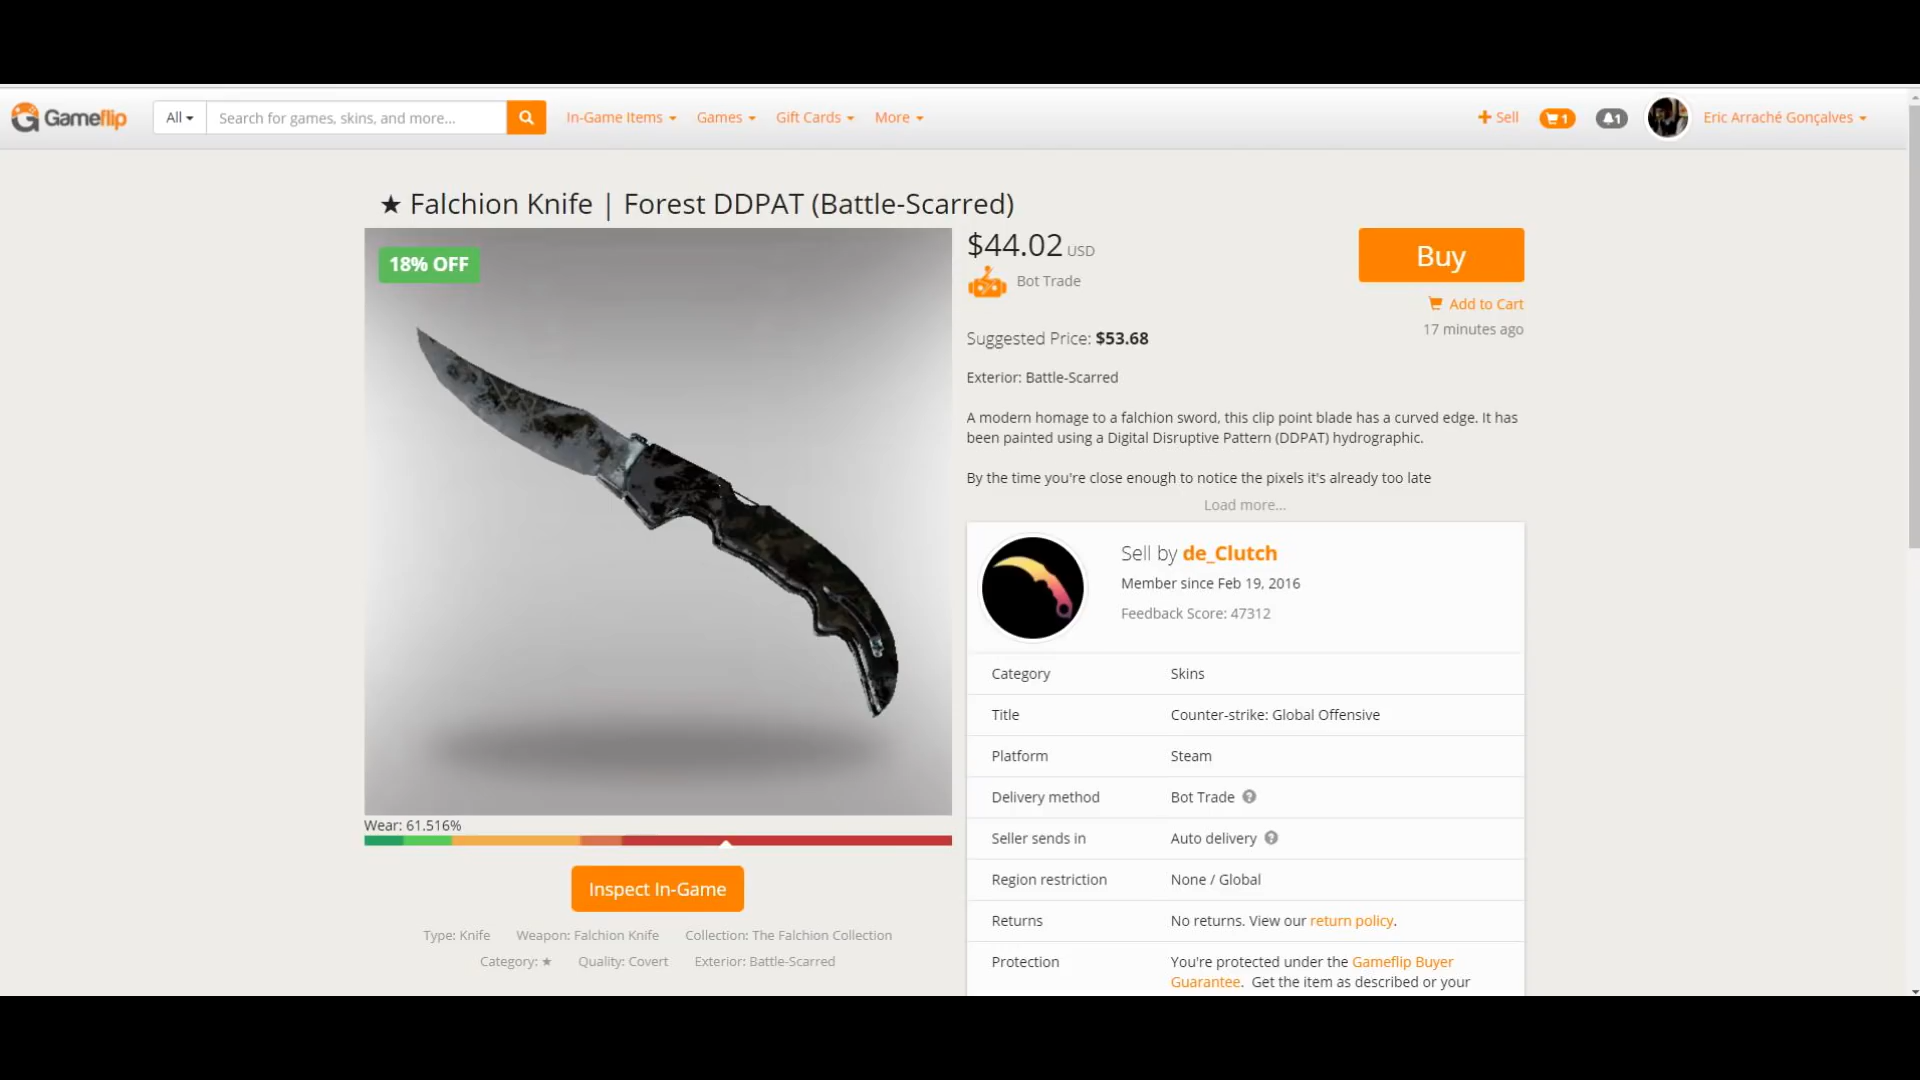 Gameflip
All
Search for games, skins, and more...
In-Game Items
Games
Gift Cards
More
Sell
1
1
Eric Arraché Gonçalves
★ Falchion Knife | Forest DDPAT (Battle-Scarred)
18% OFF
$44.02 USD
Bot Trade
Buy
Add to Cart
17 minutes ago
Suggested Price: $53.68
Exterior: Battle-Scarred
A modern homage to a falchion sword, this clip point blade has a curved edge. It has
been painted using a Digital Disruptive Pattern (DDPAT) hydrographic.
By the time you're close enough to notice the pixels it's already too late
Load more...
Sell by de_Clutch
Member since Feb 19, 2016
Feedback Score: 47312
Category Skins
Title Counter-strike: Global Offensive
Platform Steam
Delivery method Bot Trade
Seller sends in Auto delivery
Region restriction None / Global
Returns No returns. View our return policy.
Protection You're protected under the Gameflip Buyer
Guarantee. Get the item as described or your
Wear: 61.516%
Inspect In-Game
Type: Knife Weapon: Falchion Knife Collection: The Falchion Collection
Category: ★ Quality: Covert Exterior: Battle-Scarred